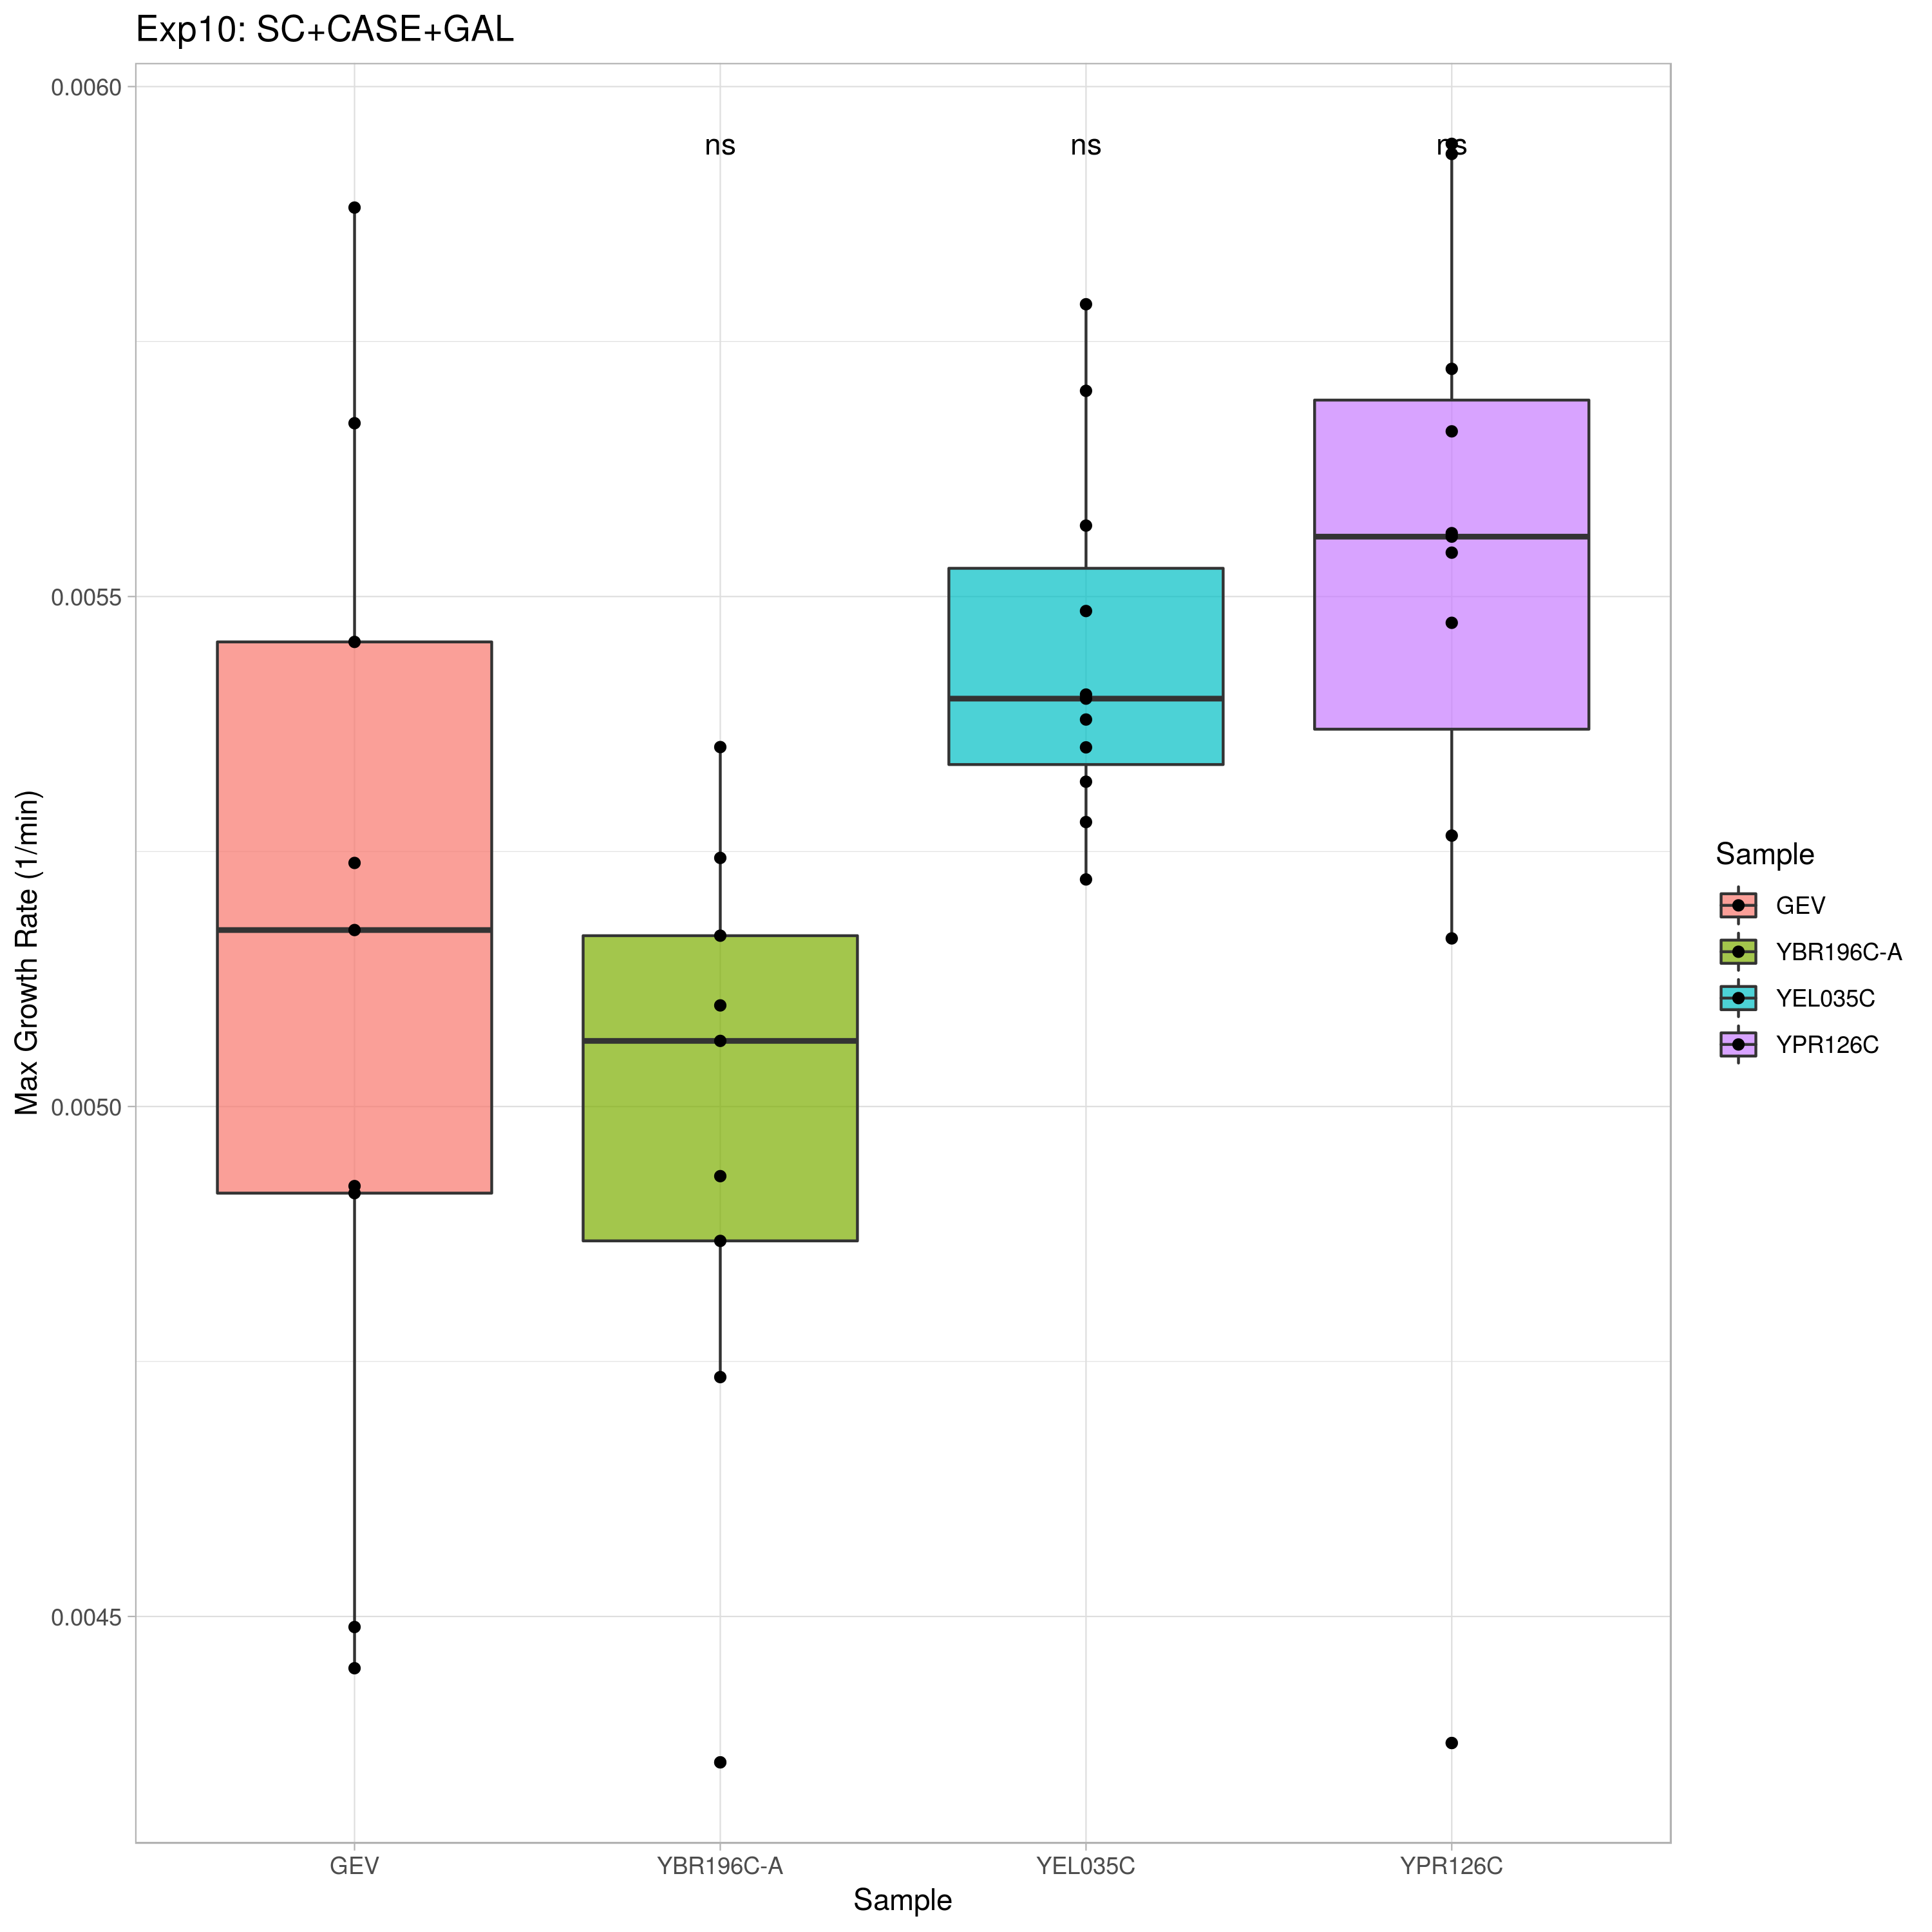 Exp10: SC+CASE+GAL
0.0060
0.0055
0.0050
0.0045
Max Growth Rate (1/min)
ns
ns
ns
GEV
YBR196C-A
YEL035C
YPR126C
Sample
Sample
GEV
YBR196C-A
YEL035C
YPR126C